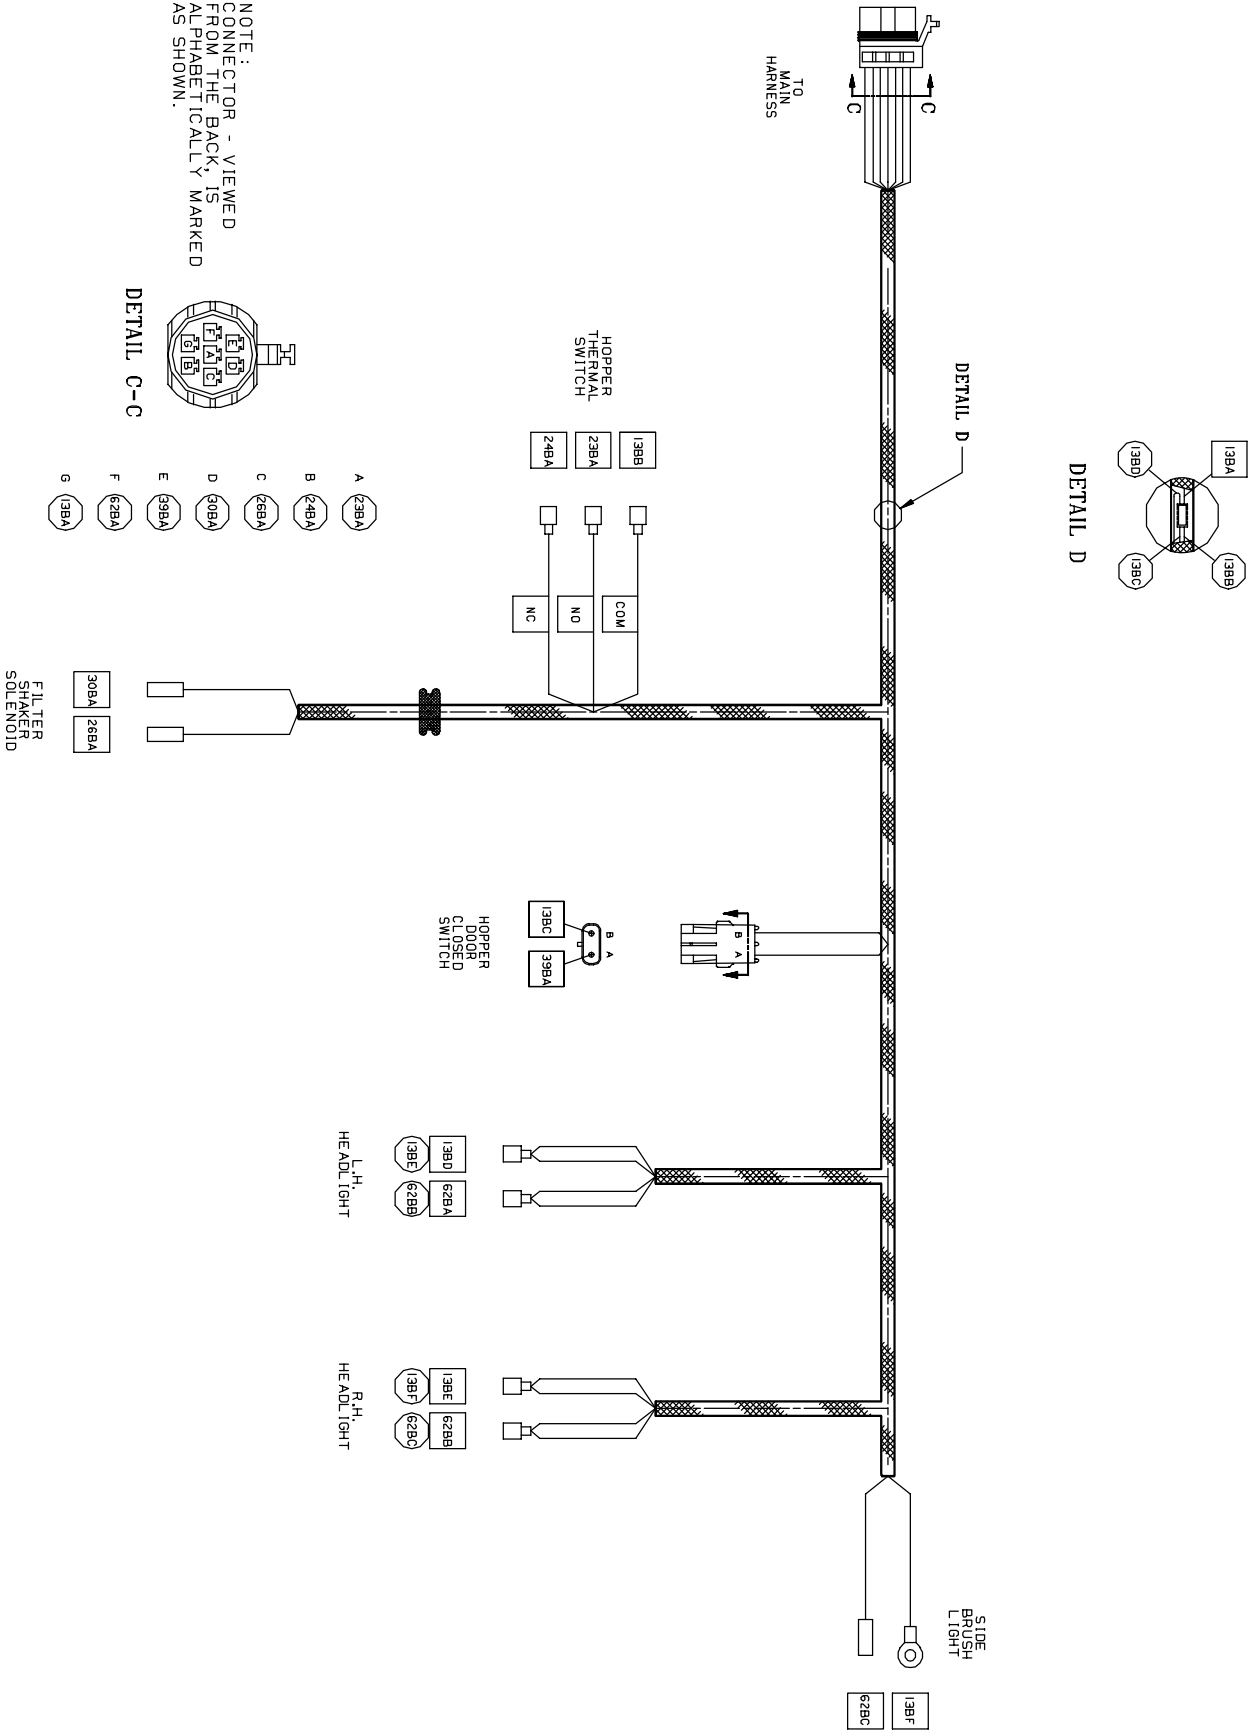 TO
MAIN
HARNESS
C
C
DETAIL D
13BA
13BB
13BD
13BC
DETAIL D
SIDE
BRUSH
LIGHT
13BF
62BC
HOPPER
THERMAL
SWITCH
13BB
23BA
24BA
COM
NO
NC
B A
B A
13BC
39BA
HOPPER
DOOR
CLOSED
SWITCH
13BD
62BA
13BE
62BB
L.H.
HEADLIGHT
13BE
62BB
13BF
62BC
R.H.
HEADLIGHT
NOTE:
CONNECTOR - VIEWED
FROM THE BACK, IS
ALPHABETICALLY MARKED
AS SHOWN.
E D
F A C
G B
DETAIL C-C
A 23BA
B 24BA
C 26BA
D 30BA
E 39BA
F 62BA
G 13BA
30BA
26BA
FILTER
SHAKER
SOLENOID